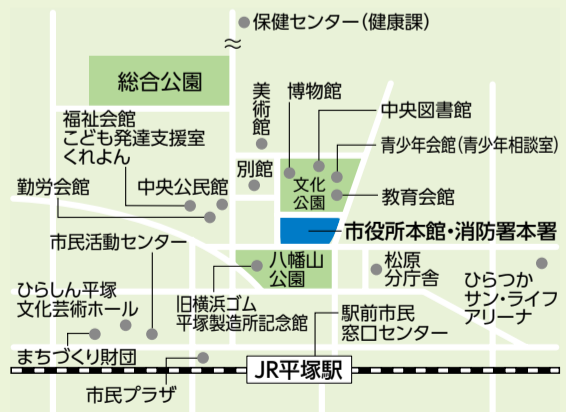 保健センター（健康課）
総合公園
美術館
博物館
中央図書館
福祉会館
こども発達支援室
くれよん
青少年会館（青少年相談室）
別館
文化
公園
勤労会館
中央公民館
教育会館
市役所本館・消防署本署
市民活動センター
八幡山
公園
松原
分庁舎
ひらつか
サン・ライフ
アリーナ
ひらしん平塚
文化芸術ホール
旧横浜ゴム
平塚製造所記念館
駅前市民
窓口センター
まちづくり財団
JR平塚駅
市民プラザ